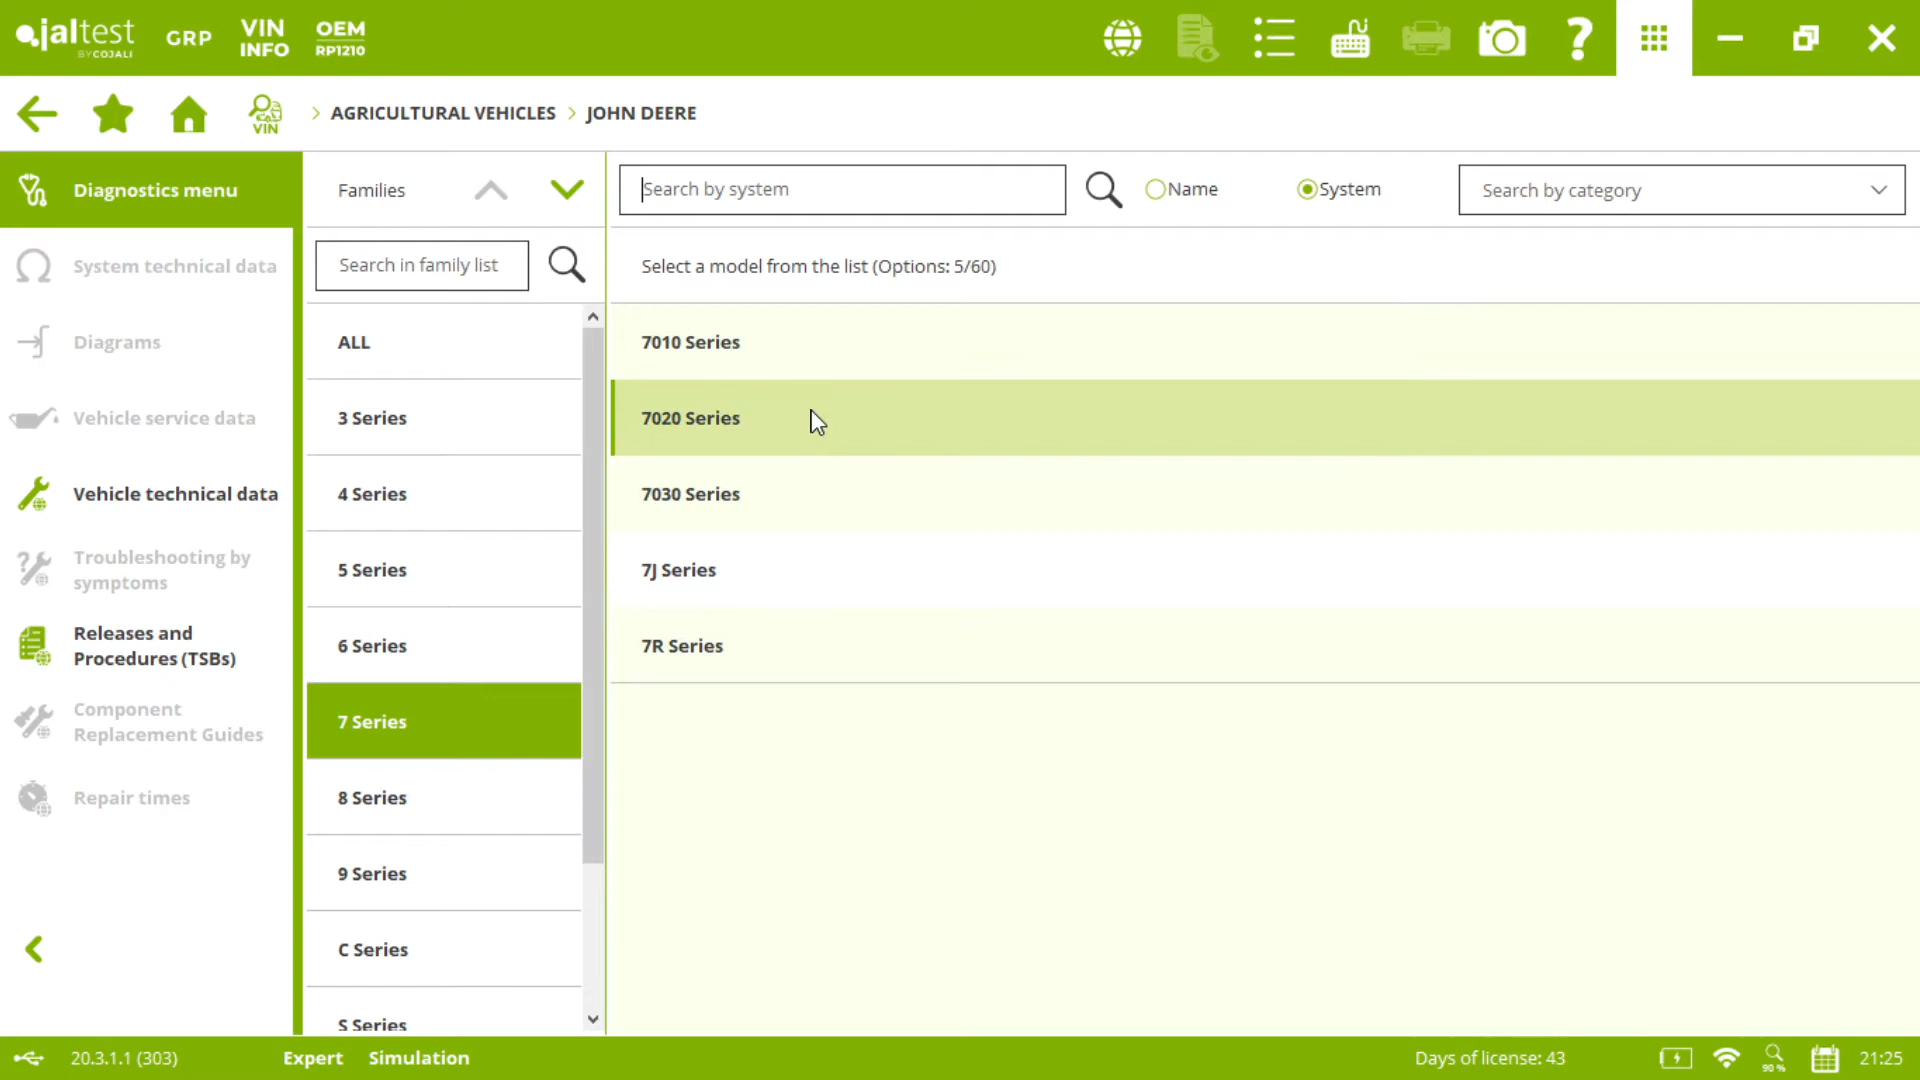 jaltest
BY COJALI
GRP
VIN
INFO
OEM
RP1210
VIN
AGRICULTURAL VEHICLES
JOHN DEERE
Diagnostics menu
System technical data
Diagrams
Vehicle service data
Vehicle technical data
Troubleshooting by
symptoms
Releases and
Procedures (TSBs)
Component
Replacement Guides
Repair times
Families
Search in family list
ALL
3 Series
4 Series
5 Series
6 Series
7 Series
8 Series
9 Series
C Series
S Series
Search by system
Name
System
Search by category
Select a model from the list (Options: 5/60)
7010 Series
7020 Series
7030 Series
7J Series
7R Series
20.3.1.1 (303)
Expert
Simulation
Days of license: 43
90 %
21:25